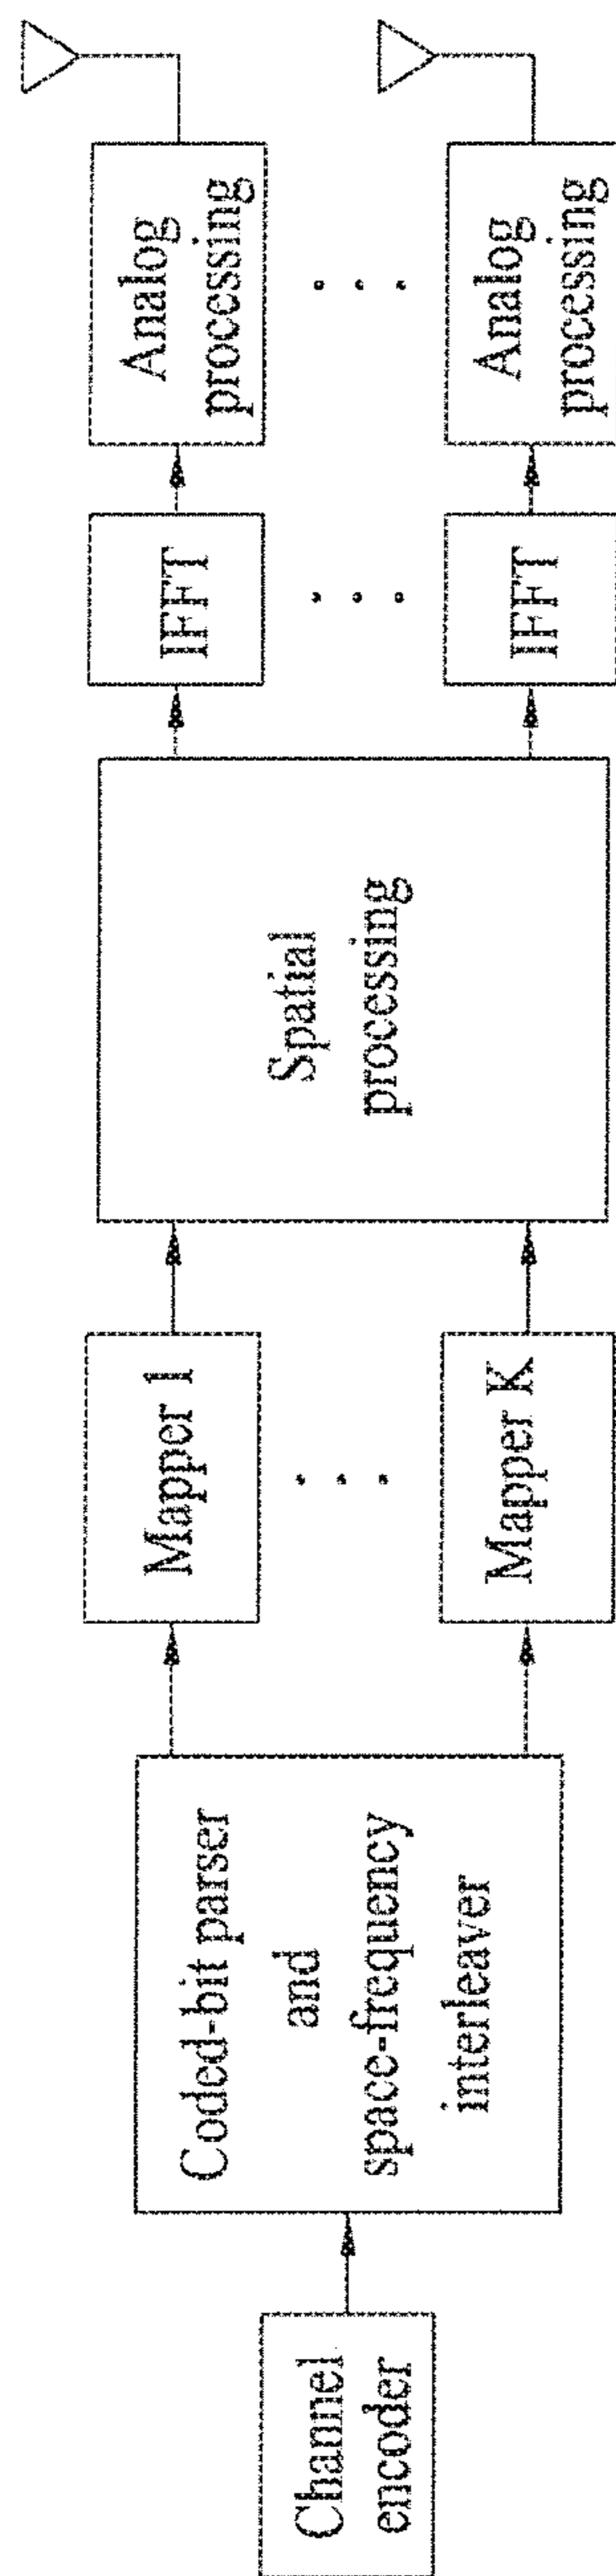 Channel
encoder
Coded-bit parser
and
space-frequency
interleaver
Mapper 1
Mapper K
Spatial
processing
IFFT
IFFT
Analog
processing
Analog
processing